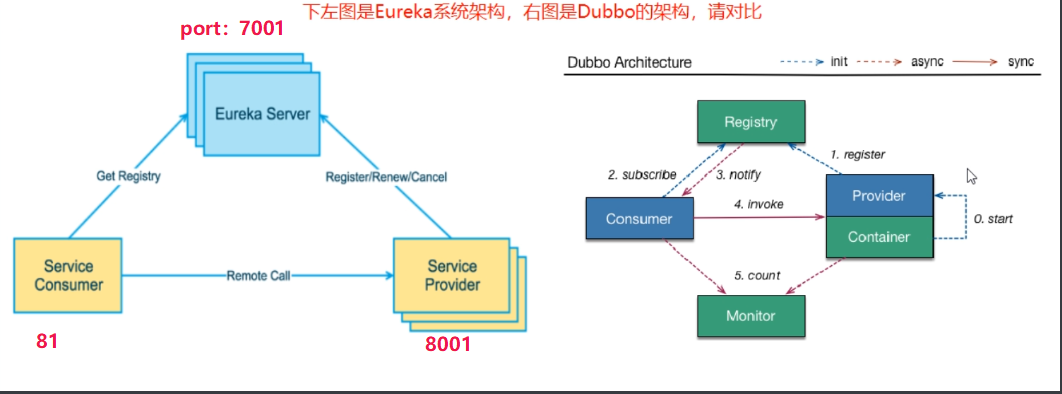 下左图是Eureka系统架构，右图是Dubbo的架构，请对比
port：7001
Eureka Server
Get Registry
Register/Renew/Cancel
Service
Consumer
Remote Call
Service
Provider
81
8001
Dubbo Architecture
init
async
sync
Registry
1. register
2. subscribe
3. notify
Provider
4. invoke
Consumer
0. start
Container
5. count
Monitor